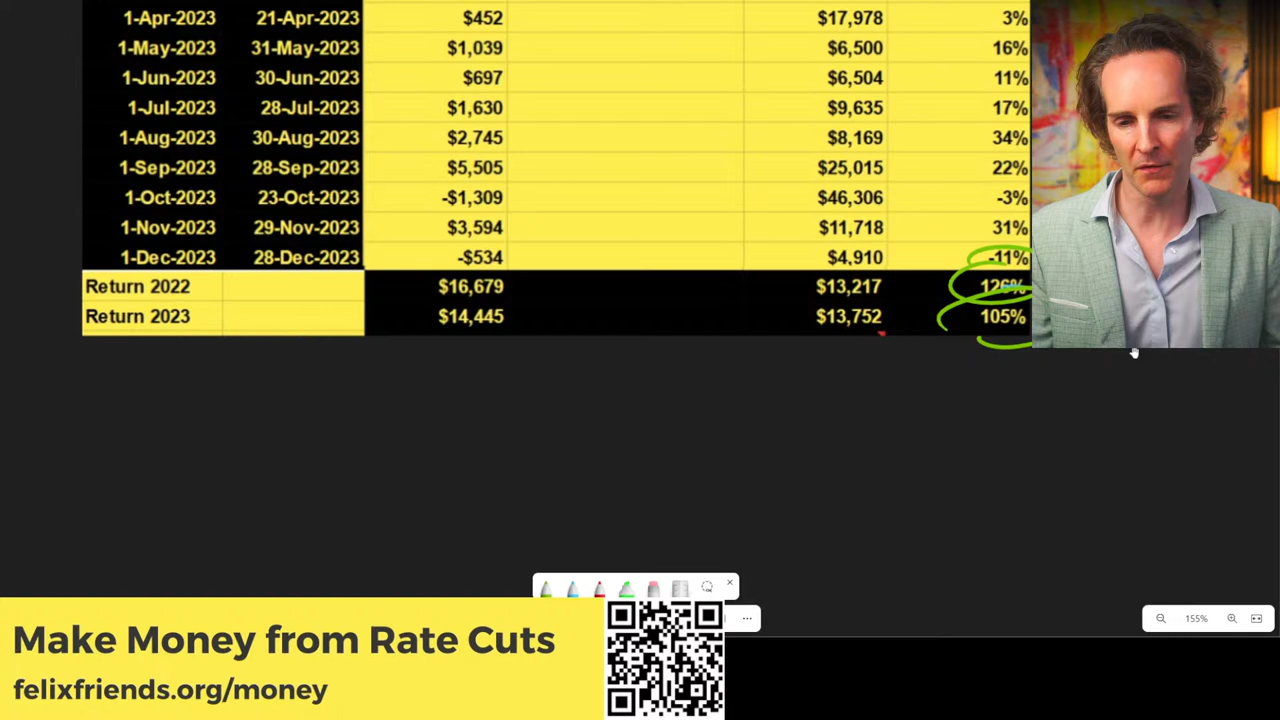 1-Apr-2023 21-Apr-2023 $452 $17,978 3%
1-May-2023 31-May-2023 $1,039 $6,500 16%
1-Jun-2023 30-Jun-2023 $697 $6,504 11%
1-Jul-2023 28-Jul-2023 $1,630 $9,635 17%
1-Aug-2023 30-Aug-2023 $2,745 $8,169 34%
1-Sep-2023 28-Sep-2023 $5,505 $25,015 22%
1-Oct-2023 23-Oct-2023 -$1,309 $46,306 -3%
1-Nov-2023 29-Nov-2023 $3,594 $11,718 31%
1-Dec-2023 28-Dec-2023 -$534 $4,910 -11%
Return 2022 $16,679 $13,217 126%
Return 2023 $14,445 $13,752 105%
155%
Make Money from Rate Cuts
felixfriends.org/money